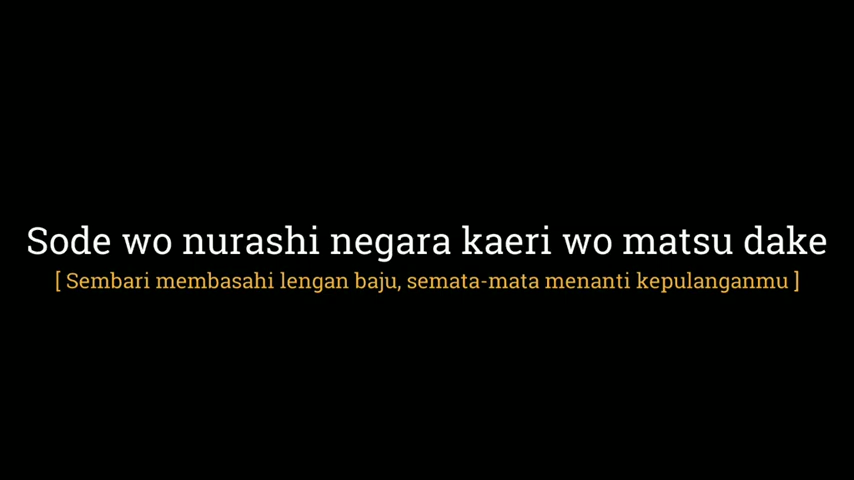 Sode wo nurashi negara kaeri wo matsu dake
[ Sembari membasahi lengan baju, semata-mata menanti kepulanganmu ]